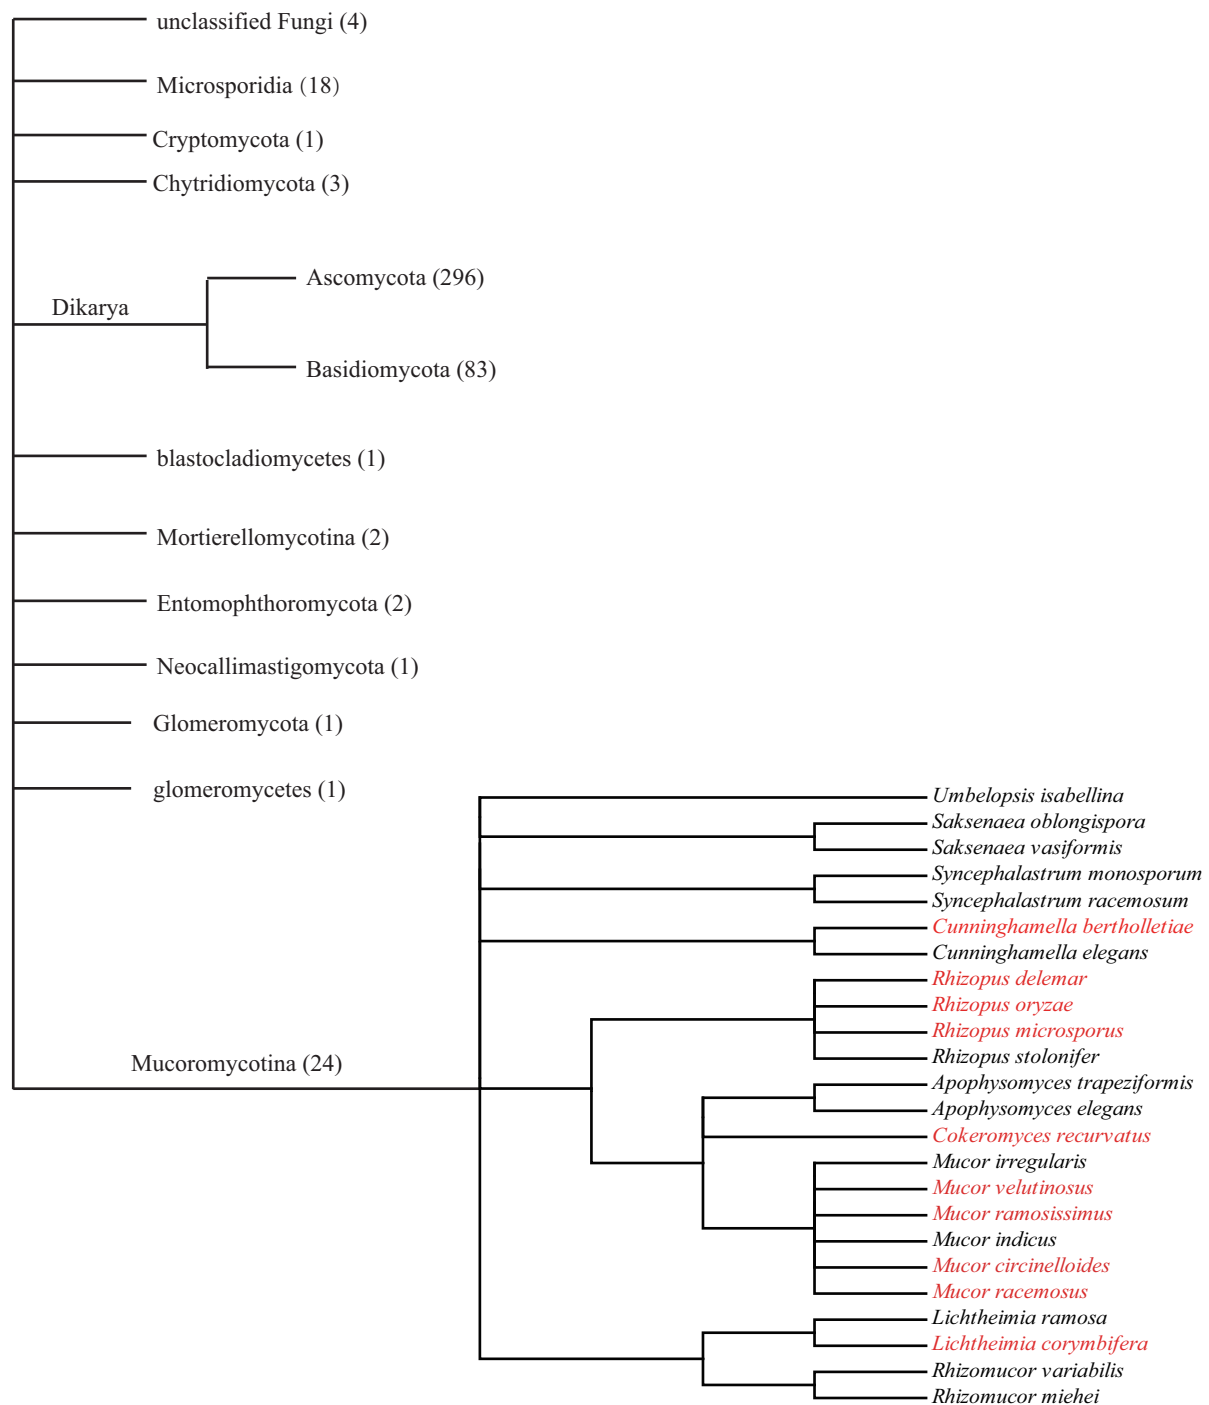 unclassified Fungi (4)
Microsporidia (18)
Cryptomycota (1)
Chytridiomycota (3)
Ascomycota (296)
Dikarya
Basidiomycota (83)
blastocladiomycetes (1)
Mortierellomycotina (2)
Entomophthoromycota (2)
Neocallimastigomycota (1)
Glomeromycota (1)
glomeromycetes (1)
Umbelopsis isabellina
Saksenaea oblongispora
Saksenaea vasiformis
Syncephalastrum monosporum
Syncephalastrum racemosum
Cunninghamella bertholletiae
Cunninghamella elegans
Rhizopus delemar
Rhizopus oryzae
Rhizopus microsporus
Rhizopus stolonifer
Mucoromycotina (24)
Apophysomyces trapeziformis
Apophysomyces elegans
Cokeromyces recurvatus
Mucor irregularis
Mucor velutinosus
Mucor ramosissimus
Mucor indicus
Mucor circinelloides
Mucor racemosus
Lichtheimia ramosa
Lichtheimia corymbifera
Rhizomucor variabilis
Rhizomucor miehei